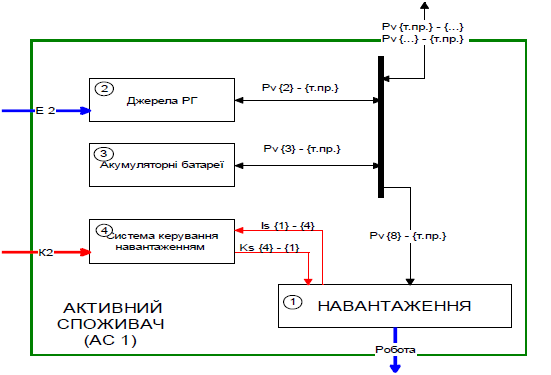 Pv {т.пр.} - {...}
Pv {...} - {т.пр.}
2
Джерела РГ
Pv {2} - {т.пр.}
E 2
3
Акумуляторні батареї
Pv {3} - {т.пр.}
4
Система керування
навантаженням
Is {1} - {4}
Ks {4} - {1}
К2
Pv {8} - {т.пр.}
1
НАВАНТАЖЕННЯ
АКТИВНИЙ
СПОЖИВАЧ
(АС 1)
Робота